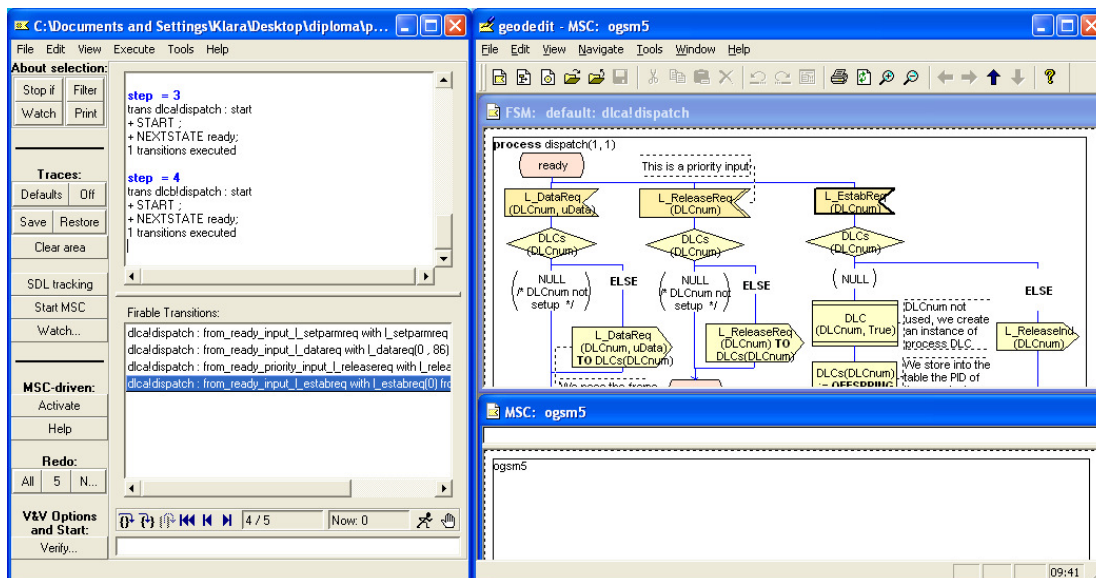 C:\Documents and Settings\Klara\Desktop\diploma\p...
File Edit View Execute Tools Help
About selection:
Stop if Filter
Watch Print
Traces:
Defaults Off
Save Restore
Clear area
SDL tracking
Start MSC
Watch...
MSC-driven:
Activate
Help
Redo:
All 5 N...
V&V Options
and Start:
Verify...
step = 3
trans dlca!dispatch : start
+ START ;
+ NEXTSTATE ready;
1 transitions executed
step = 4
trans dlcb!dispatch : start
+ START ;
+ NEXTSTATE ready;
1 transitions executed
Firable Transitions:
dlca!dispatch : from_ready_input_l_setparmreq with l_setparmreq
dlca!dispatch : from_ready_input_l_datareq with l_datareq(0 , 86)
dlca!dispatch : from_ready_priority_input_l_releasereq with l_relea
dlca!dispatch : from_ready_input_l_estabreq with l_estabreq(0) fro
4 / 5
Now: 0
geodedit - MSC: ogsm5
File Edit View Navigate Tools Window Help
FSM: default: dlca!dispatch
process dispatch(1, 1)
ready
This is a priority input
L_DataReq
(DLCnum, uData)
L_ReleaseReq
(DLCnum)
L_EstabReq
(DLCnum)
DLCs
(DLCnum)
DLCs
(DLCnum)
DLCs
(DLCnum)
NULL
(/* DLCnum not
setup */)
ELSE
NULL
(/* DLCnum not
setup */)
ELSE
(NULL)
ELSE
L_DataReq
(DLCnum, uData)
TO DLCs(DLCnum)
L_ReleaseReq
(DLCnum) TO
DLCs(DLCnum)
DLC
(DLCnum, True)
DLCnum not
used, we create
an instance of
process DLC
L_ReleaseInd
(DLCnum)
DLCs(DLCnum)
:= OFFSPRING
We store into
the table the PID of
We pass the frame
MSC: ogsm5
ogsm5
09:41